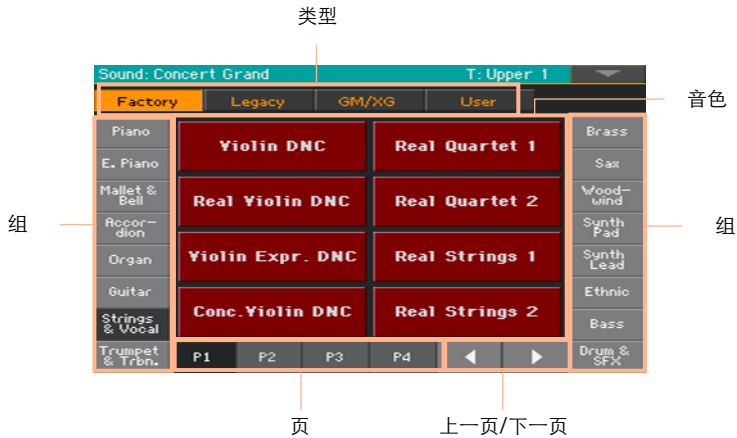 类型
Sound: Concert Grand T: Upper 1
Factory Legacy GM/XG User
音色
Piano
E. Piano
Mallet &
Bell
Accor-
dion
Organ
Guitar
Strings
& Vocal
Trumpet
& Trbn.
组
Violin DNC Real Quartet 1
Real Violin DNC Real Quartet 2
Violin Expr. DNC Real Strings 1
Conc.Violin DNC Real Strings 2
Brass
Sax
Wood-
wind
Synth
Pad
Synth
Lead
Ethnic
Bass
Drum &
SFX
组
P1 P2 P3 P4
页
上一页/下一页